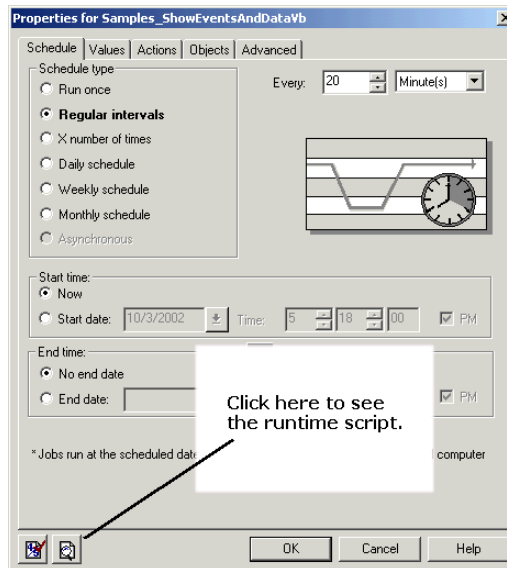 Properties for Samples_ShowEventsAndDataVb
Schedule Values Actions Objects Advanced
Schedule type
Run once
Regular intervals
X number of times
Daily schedule
Weekly schedule
Monthly schedule
Asynchronous
Every: 20 Minute(s)
Start time:
Now
Start date: 10/3/2002 Time: 5 18 00 PM
End time:
No end date
End date: PM
Click here to see
the runtime script.
*Jobs run at the scheduled computer
OK Cancel Help